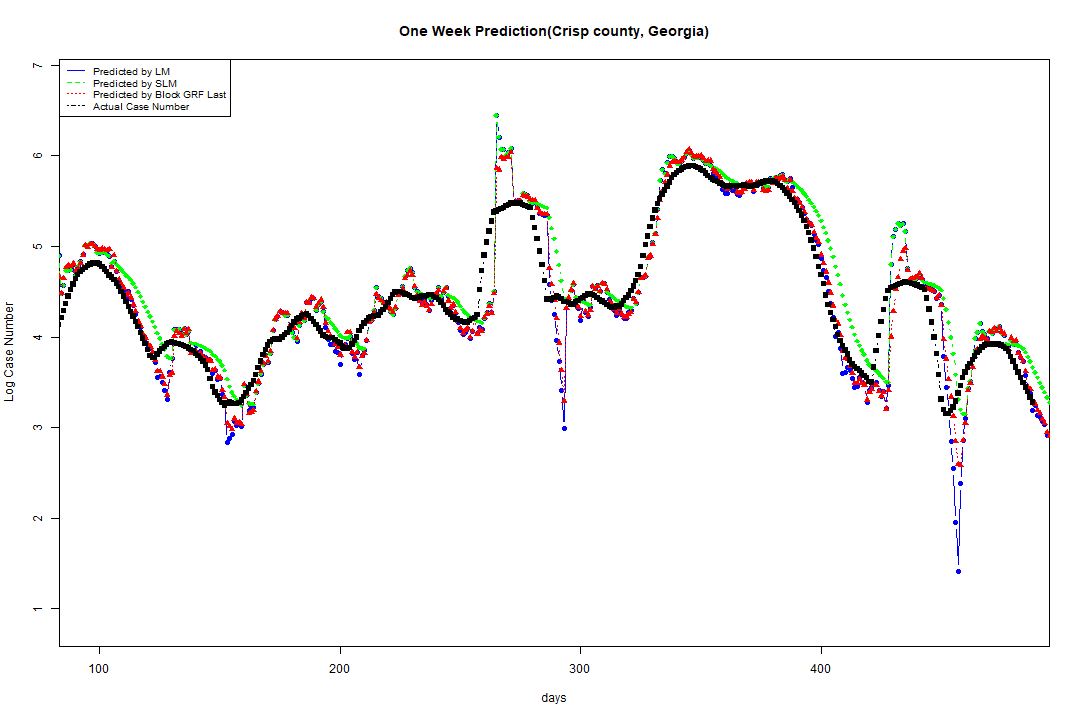 One Week Prediction(Crisp county, Georgia)
Predicted by LM
Predicted by SLM
Predicted by Block GRF Last
Actual Case Number
7
6
5
4
3
2
1
Log Case Number
100 200 300 400
days